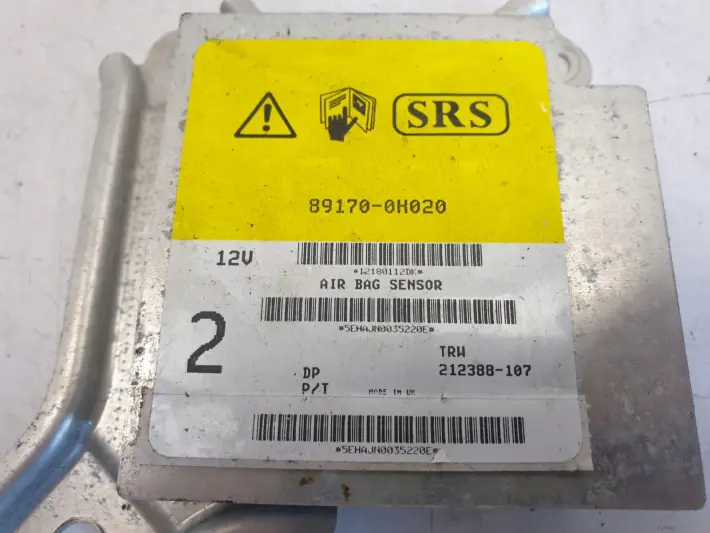 SRS
89170-0H020
12V
*12180112DK*
AIR BAG SENSOR
*5EHAJN0035220E*
2
TRW
DP 212388-107
P/T MADE IN UK
*5EHAJN0035220E*